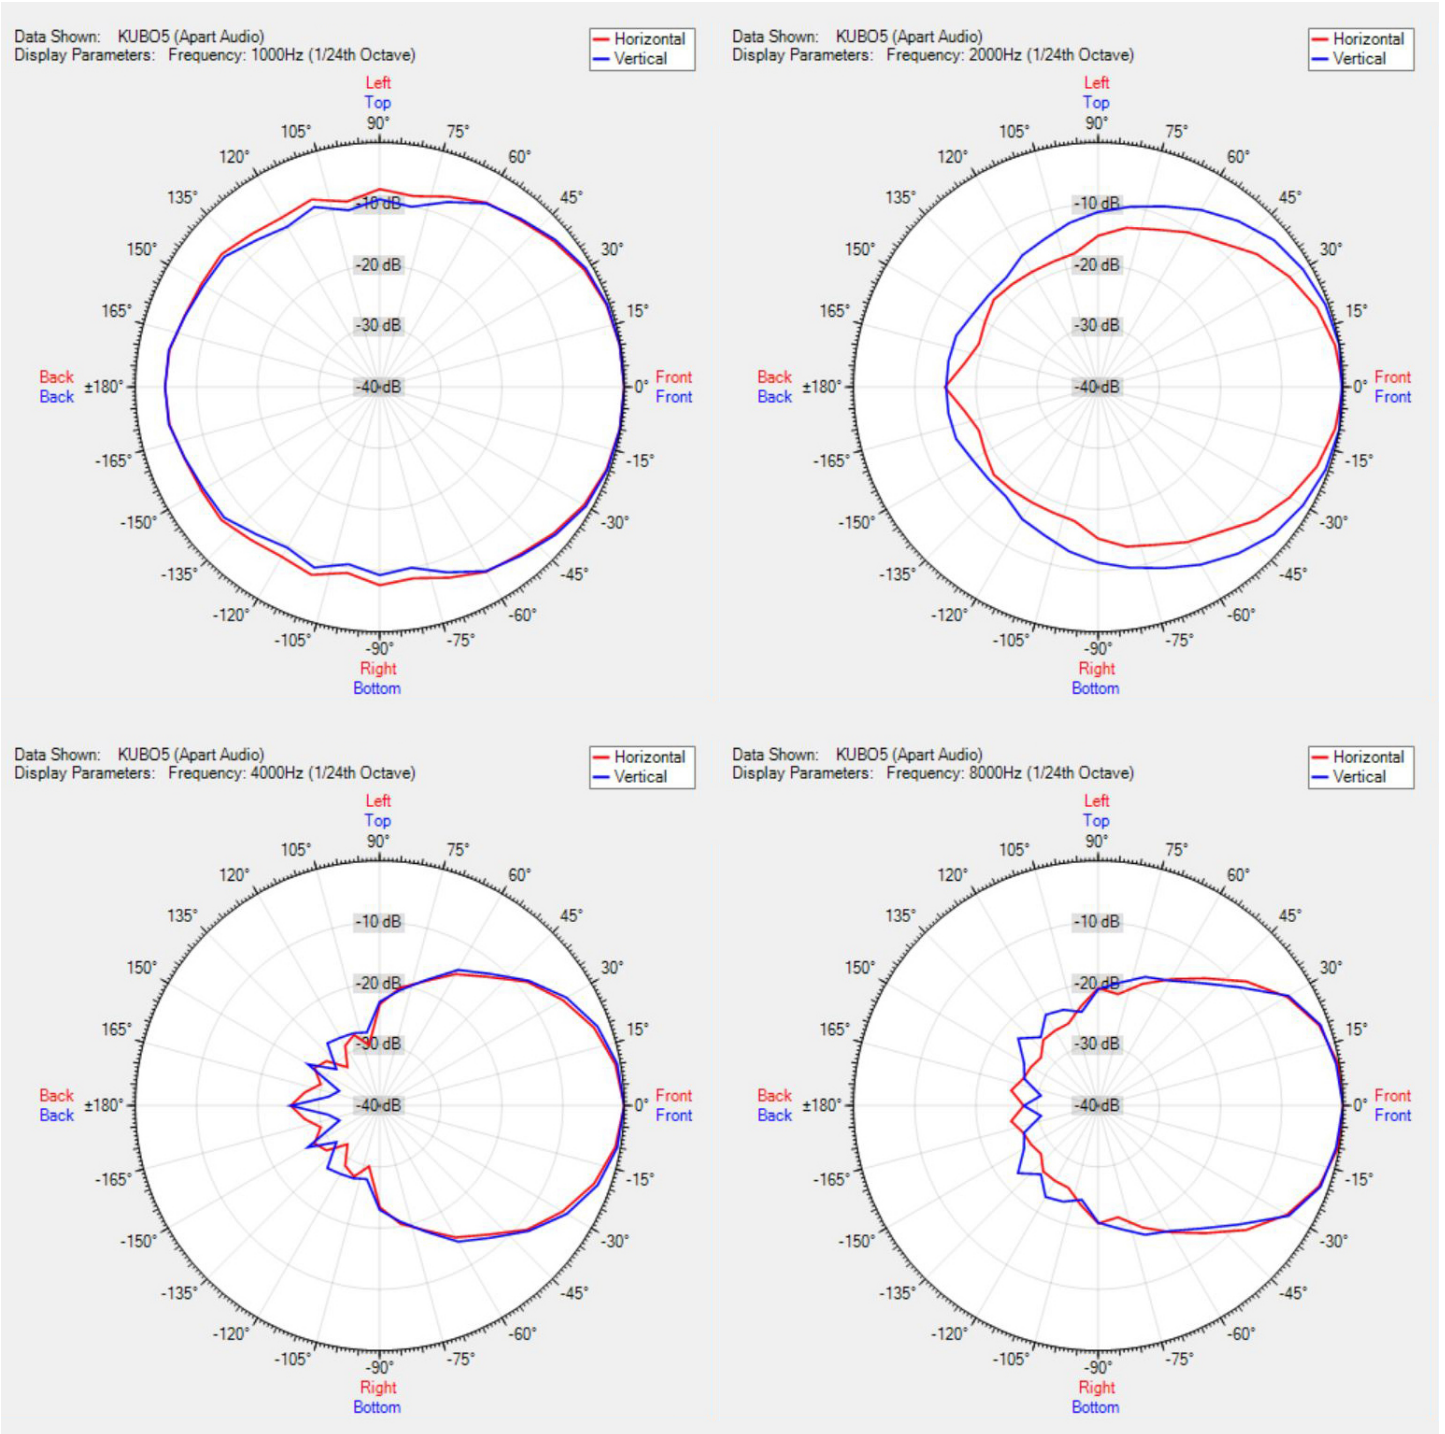 Data Shown: KUBO5 (Apart Audio)
Display Parameters: Frequency: 1000Hz (1/24th Octave)
Horizontal
Vertical
Left
Top
90°
105°
75°
120°
60°
135°
45°
150°
30°
165°
15°
Back
Back
±180°
0°
Front
Front
-165°
-15°
-150°
-30°
-135°
-45°
-120°
-60°
-105°
-75°
-90°
Right
Bottom
-10 dB
-20 dB
-30 dB
-40 dB
Data Shown: KUBO5 (Apart Audio)
Display Parameters: Frequency: 2000Hz (1/24th Octave)
Horizontal
Vertical
Left
Top
90°
105°
75°
120°
60°
135°
45°
150°
30°
165°
15°
Back
Back
±180°
0°
Front
Front
-165°
-15°
-150°
-30°
-135°
-45°
-120°
-60°
-105°
-75°
-90°
Right
Bottom
-10 dB
-20 dB
-30 dB
-40 dB
Data Shown: KUBO5 (Apart Audio)
Display Parameters: Frequency: 4000Hz (1/24th Octave)
Horizontal
Vertical
Left
Top
90°
105°
75°
120°
60°
135°
45°
150°
30°
165°
15°
Back
Back
±180°
0°
Front
Front
-165°
-15°
-150°
-30°
-135°
-45°
-120°
-60°
-105°
-75°
-90°
Right
Bottom
-10 dB
-20 dB
-30 dB
-40 dB
Data Shown: KUBO5 (Apart Audio)
Display Parameters: Frequency: 8000Hz (1/24th Octave)
Horizontal
Vertical
Left
Top
90°
105°
75°
120°
60°
135°
45°
150°
30°
165°
15°
Back
Back
±180°
0°
Front
Front
-165°
-15°
-150°
-30°
-135°
-45°
-120°
-60°
-105°
-75°
-90°
Right
Bottom
-10 dB
-20 dB
-30 dB
-40 dB